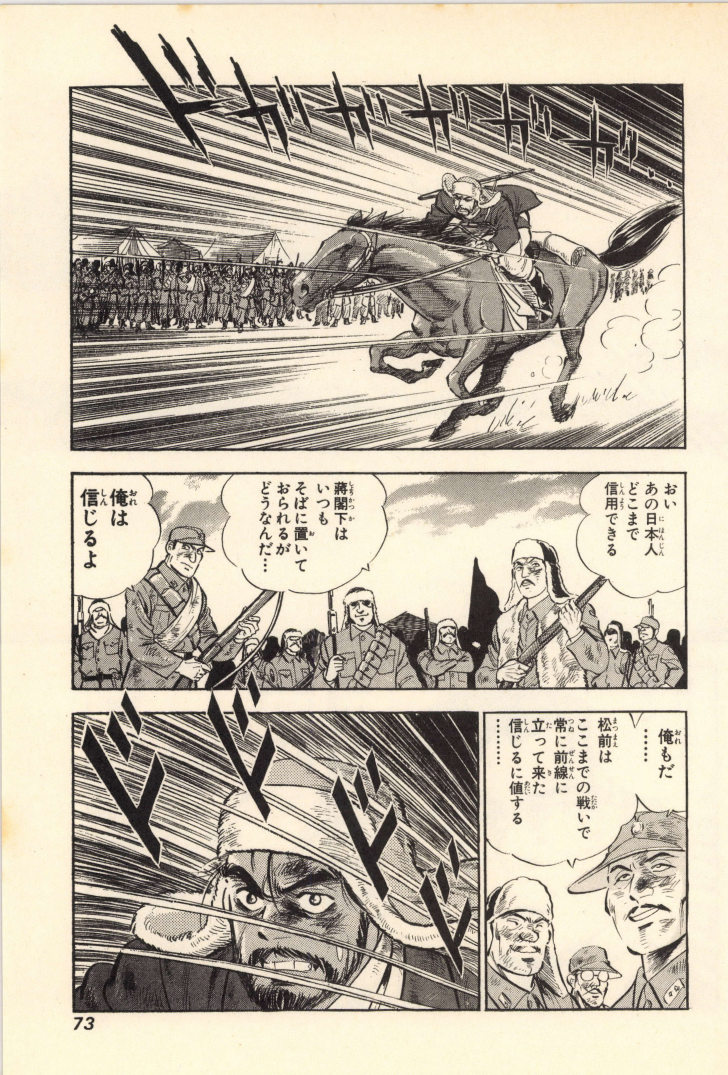 ドガガガガガ…
おい
あの日本人
どこまで
信用できる
蔣閣下は
いつも
そばに置いて
おられるが
どうなんだ…
俺は
信じるよ
俺もだ
……
松前は
ここまでの戦いで
常に前線に
立って来た
信じるに値する
………
ドドドド
73